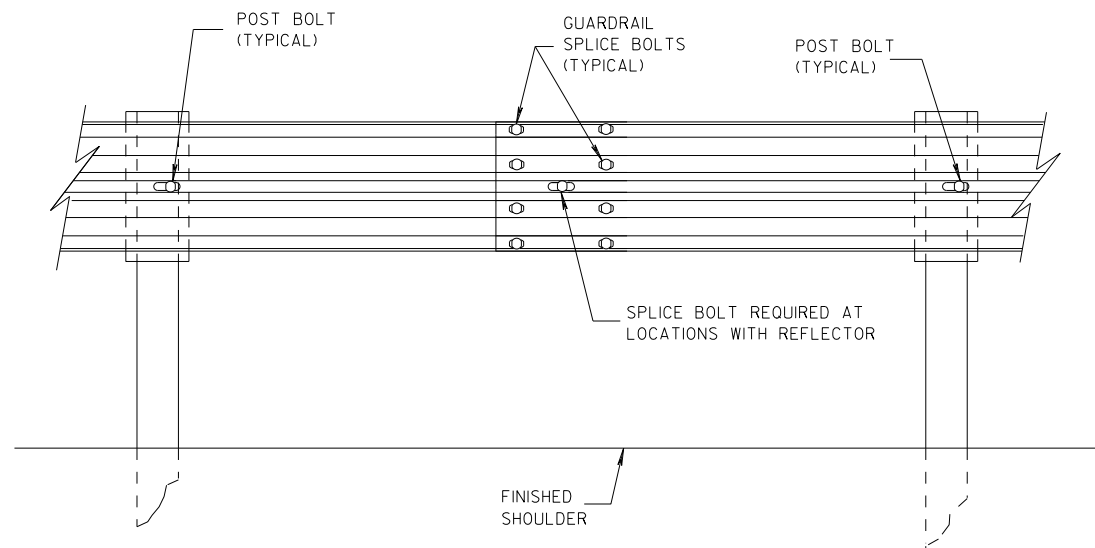 POST BOLT
(TYPICAL)
GUARDRAIL
SPLICE BOLTS
(TYPICAL)
POST BOLT
(TYPICAL)
SPLICE BOLT REQUIRED AT
LOCATIONS WITH REFLECTOR
FINISHED
SHOULDER